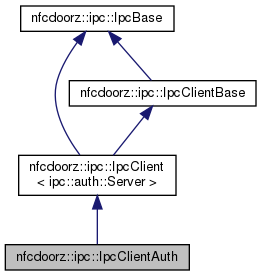 nfcdoorz::ipc::IpcBase
nfcdoorz::ipc::IpcClientBase
nfcdoorz::ipc::IpcClient
< ipc::auth::Server >
nfcdoorz::ipc::IpcClientAuth